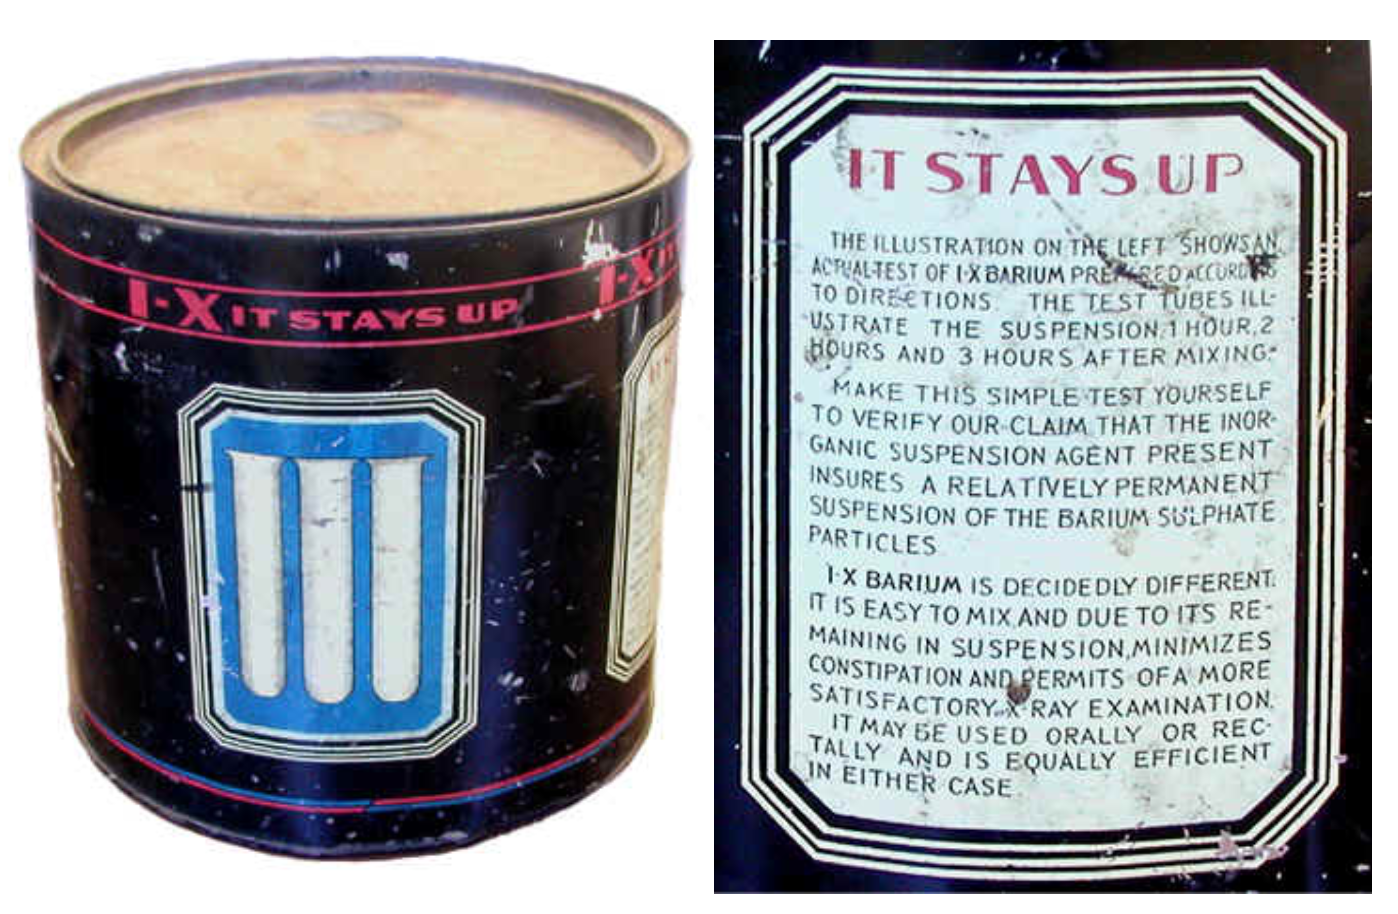 I-X IT STAYS UP
I-X
IT STAYS UP
THE ILLUSTRATION ON THE LEFT SHOWS AN
ACTUAL TEST OF I-X BARIUM PREPARED ACCORDING
TO DIRECTIONS. THE TEST TUBES ILL-
USTRATE THE SUSPENSION, 1 HOUR, 2
HOURS AND 3 HOURS AFTER MIXING.
MAKE THIS SIMPLE TEST YOURSELF
TO VERIFY OUR CLAIM THAT THE INOR-
GANIC SUSPENSION AGENT PRESENT
INSURES A RELATIVELY PERMANENT
SUSPENSION OF THE BARIUM SULPHATE
PARTICLES
I-X BARIUM IS DECIDEDLY DIFFERENT.
IT IS EASY TO MIX AND DUE TO ITS RE-
MAINING IN SUSPENSION, MINIMIZES
CONSTIPATION AND PERMITS OF A MORE
SATISFACTORY X-RAY EXAMINATION.
IT MAY BE USED ORALLY OR REC-
TALLY AND IS EQUALLY EFFICIENT
IN EITHER CASE